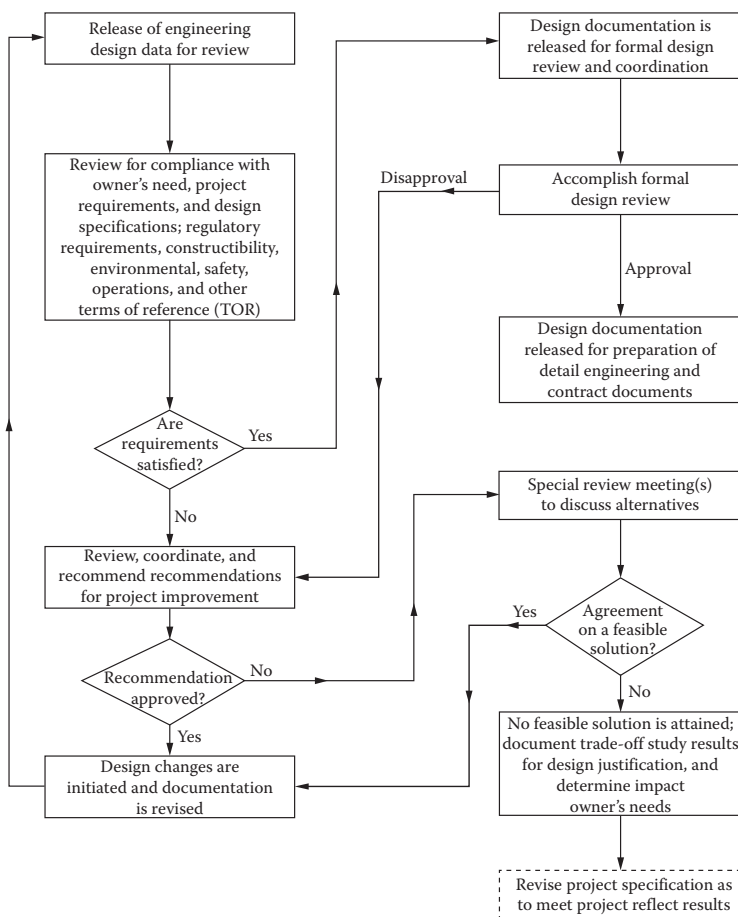 Release of engineering
design data for review
Review for compliance with
owner's need, project
requirements, and design
specifications; regulatory
requirements, constructibility,
environmental, safety,
operations, and other
terms of reference (TOR)
Are
requirements
satisfied?
Yes
No
Review, coordinate, and
recommend recommendations
for project improvement
Recommendation
approved?
No
Yes
Design changes are
initiated and documentation
is revised
Design documentation is
released for formal design
review and coordination
Disapproval
Accomplish formal
design review
Approval
Design documentation
released for preparation of
detail engineering and
contract documents
Special review meeting(s)
to discuss alternatives
Yes
Agreement
on a feasible
solution?
No
No feasible solution is attained;
document trade-off study results
for design justification, and
determine impact
owner's needs
Revise project specification as
to meet project reflect results